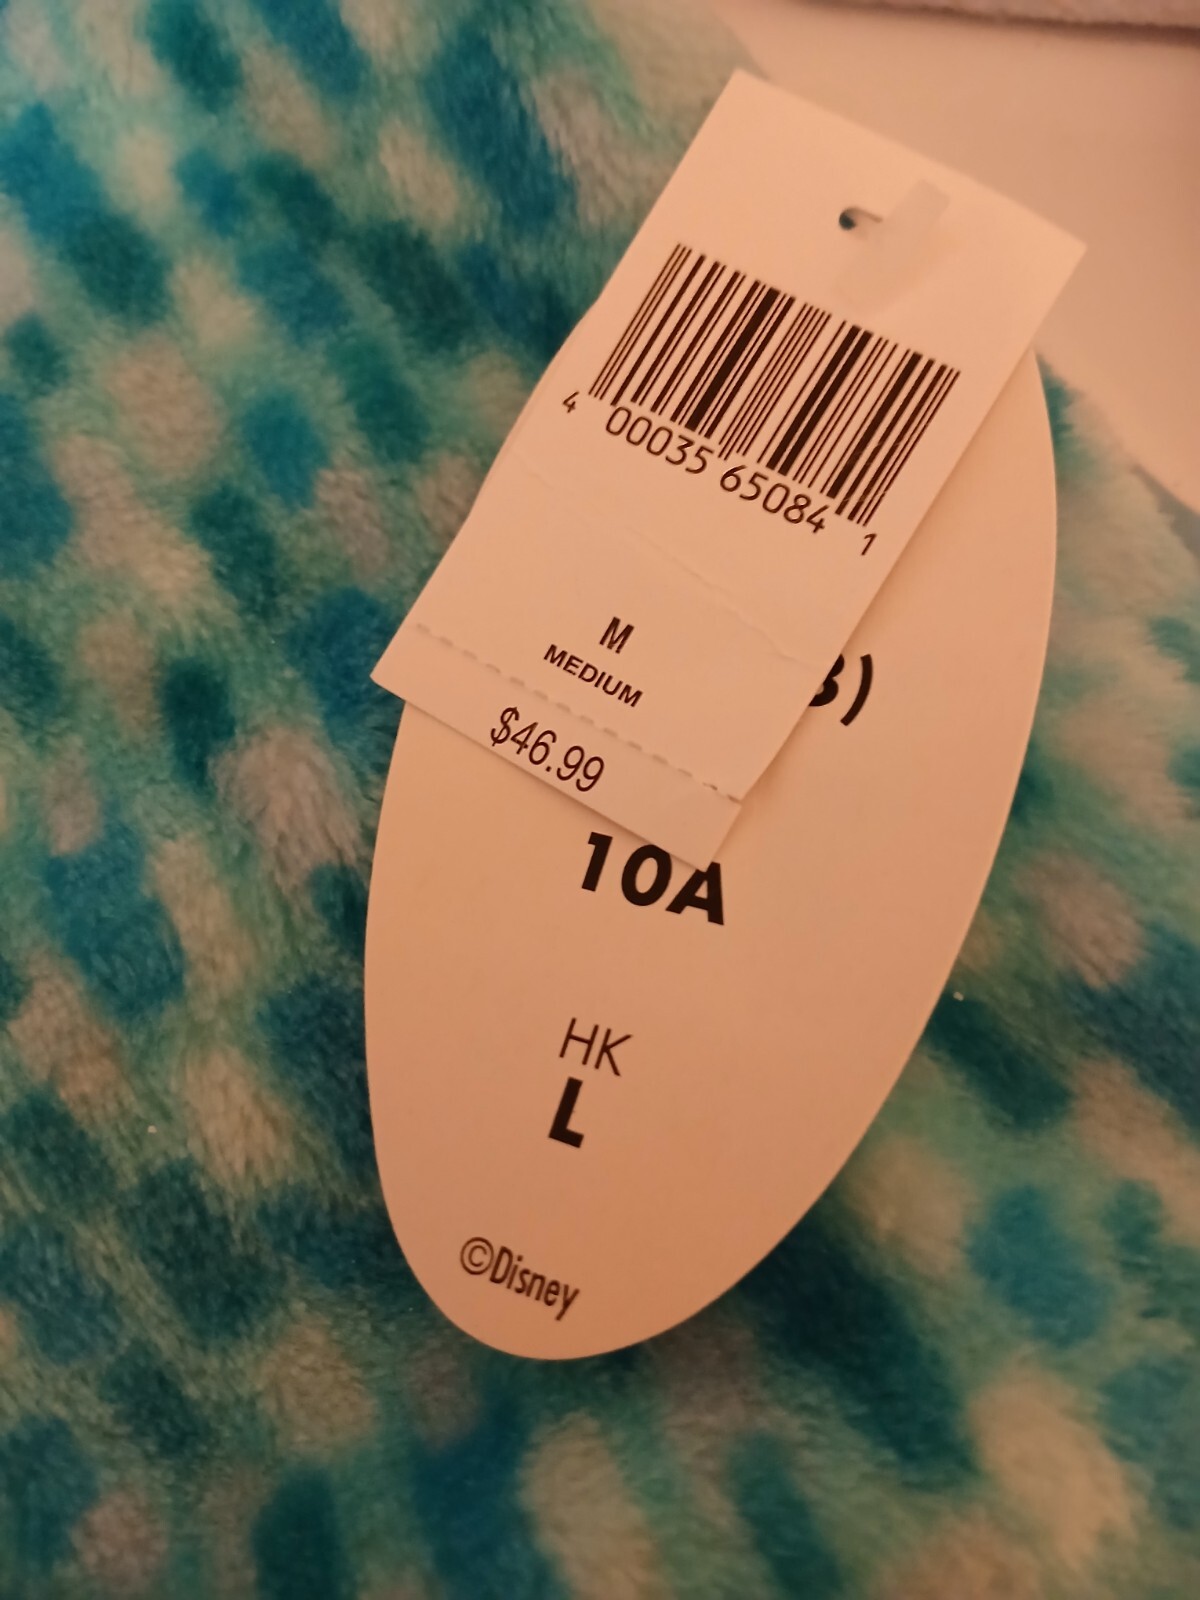 4 00035 65084 1
M
MEDIUM
$46.99
)
10A
HK
L
©Disney